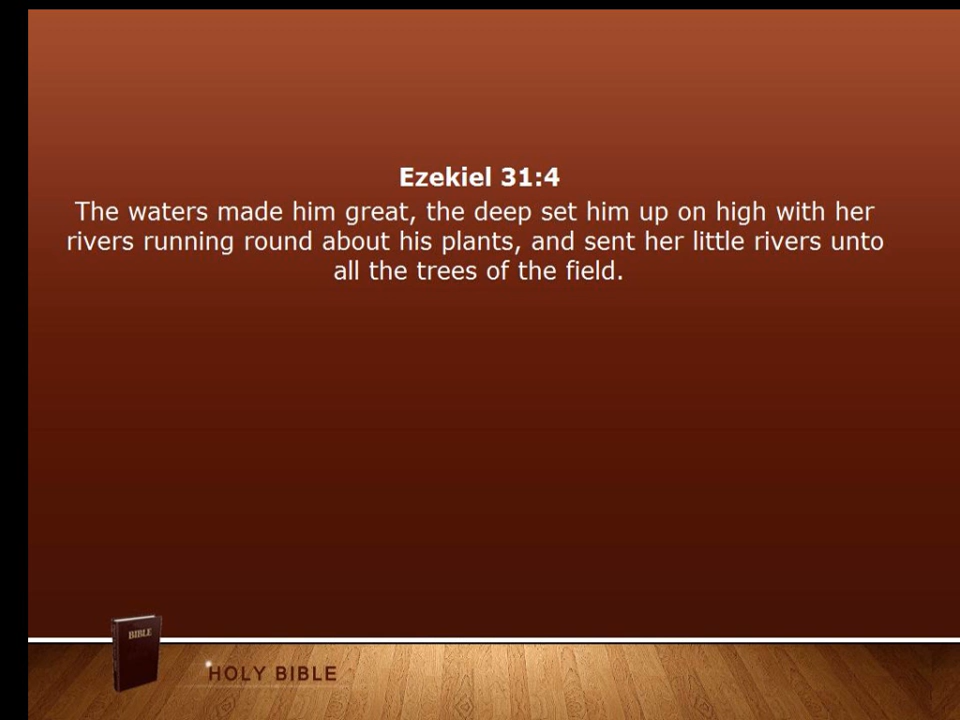 Ezekiel 31:4
The waters made him great, the deep set him up on high with her
rivers running round about his plants, and sent her little rivers unto
all the trees of the field.
BIBLE
HOLY BIBLE